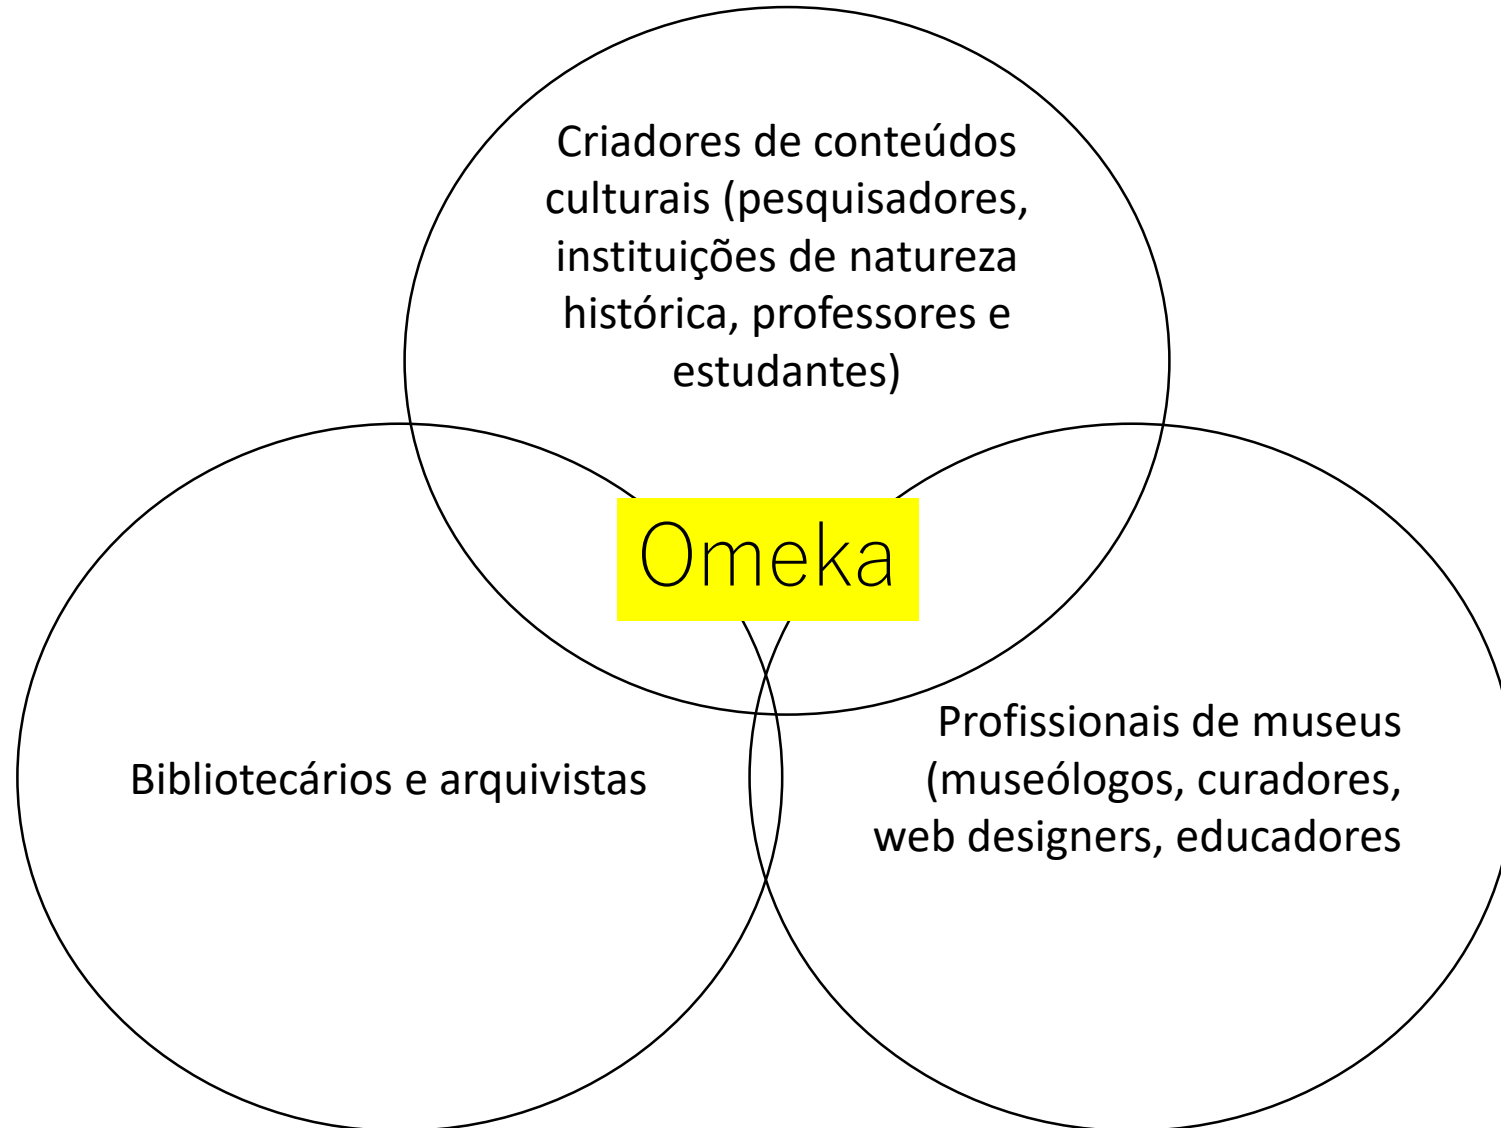 Criadores de conteúdos
culturais (pesquisadores,
instituições de natureza
histórica, professores e
estudantes)
Omeka
Bibliotecários e arquivistas
Profissionais de museus
(museólogos, curadores,
web designers, educadores